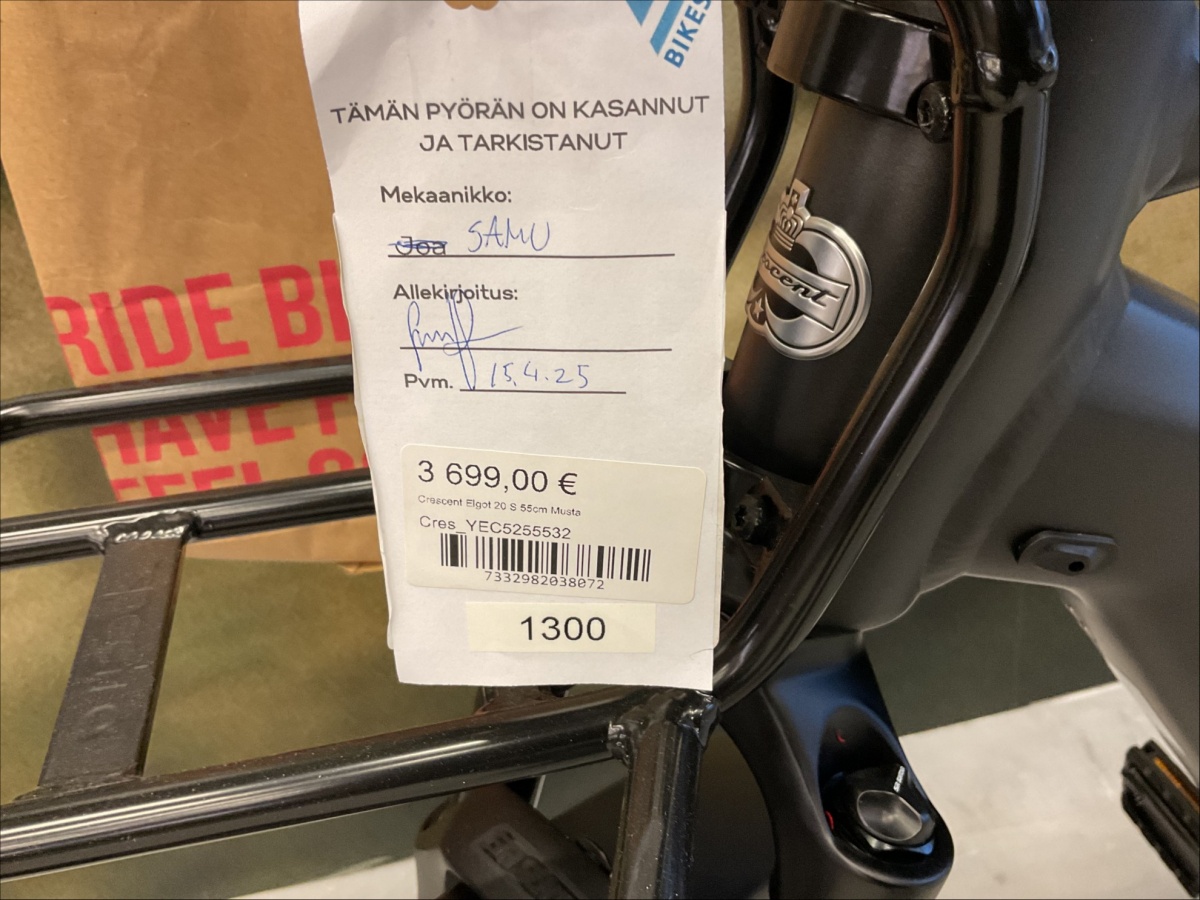 BIKES
TÄMÄN PYÖRÄN ON KASANNUT
JA TARKISTANUT
Mekaanikko:
Joa SAMU
Allekirjoitus:
Pvm. 15.4.25
3 699,00 €
Crescent Elgot 20 S 55cm Musta
Cres_YEC5255532
7332982038072
1300
RIDE BI
HAVE F
FEEL
escent